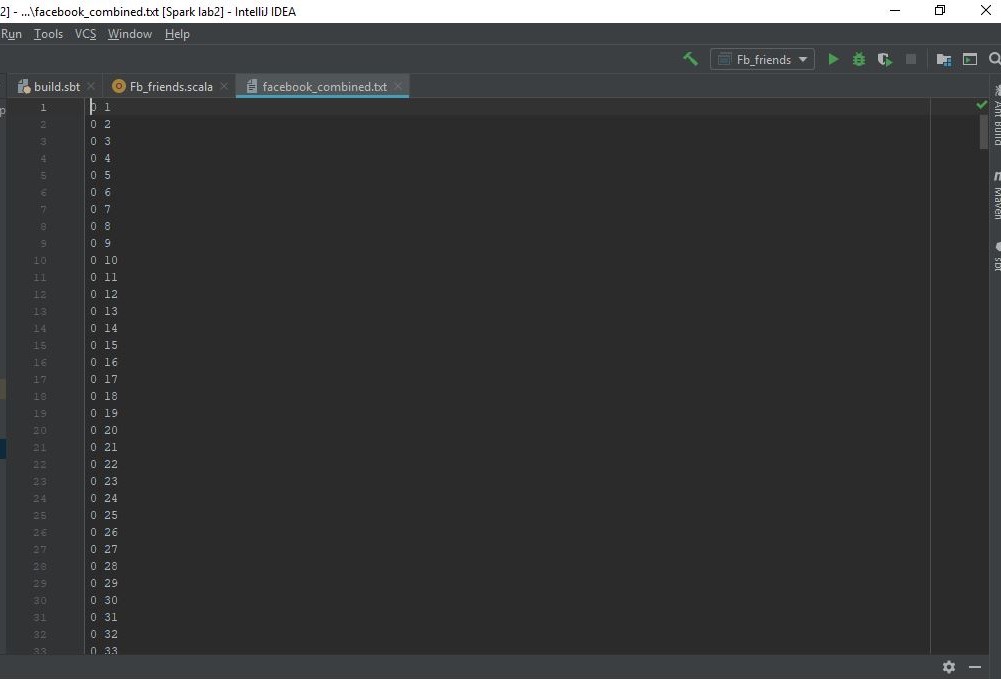 2] - ...\facebook_combined.txt [Spark lab2] - IntelliJ IDEA
Run Tools VCS Window Help
Fb_friends
build.sbt Fb_friends.scala facebook_combined.txt
1 0 1
2 0 2
3 0 3
4 0 4
5 0 5
6 0 6
7 0 7
8 0 8
9 0 9
10 0 10
11 0 11
12 0 12
13 0 13
14 0 14
15 0 15
16 0 16
17 0 17
18 0 18
19 0 19
20 0 20
21 0 21
22 0 22
23 0 23
24 0 24
25 0 25
26 0 26
27 0 27
28 0 28
29 0 29
30 0 30
31 0 31
32 0 32
33 0 33
Ant Build
Maven
sbt